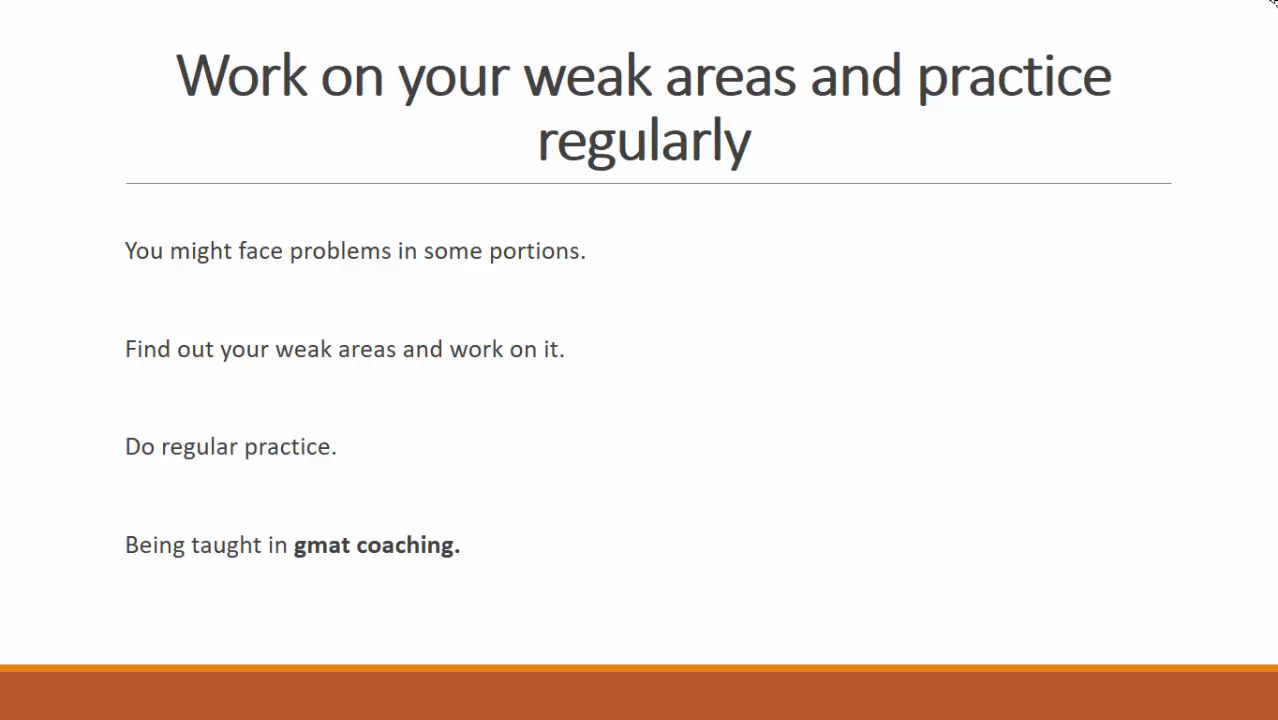 Work on your weak areas and practice
regularly
You might face problems in some portions.
Find out your weak areas and work on it.
Do regular practice.
Being taught in gmat coaching.